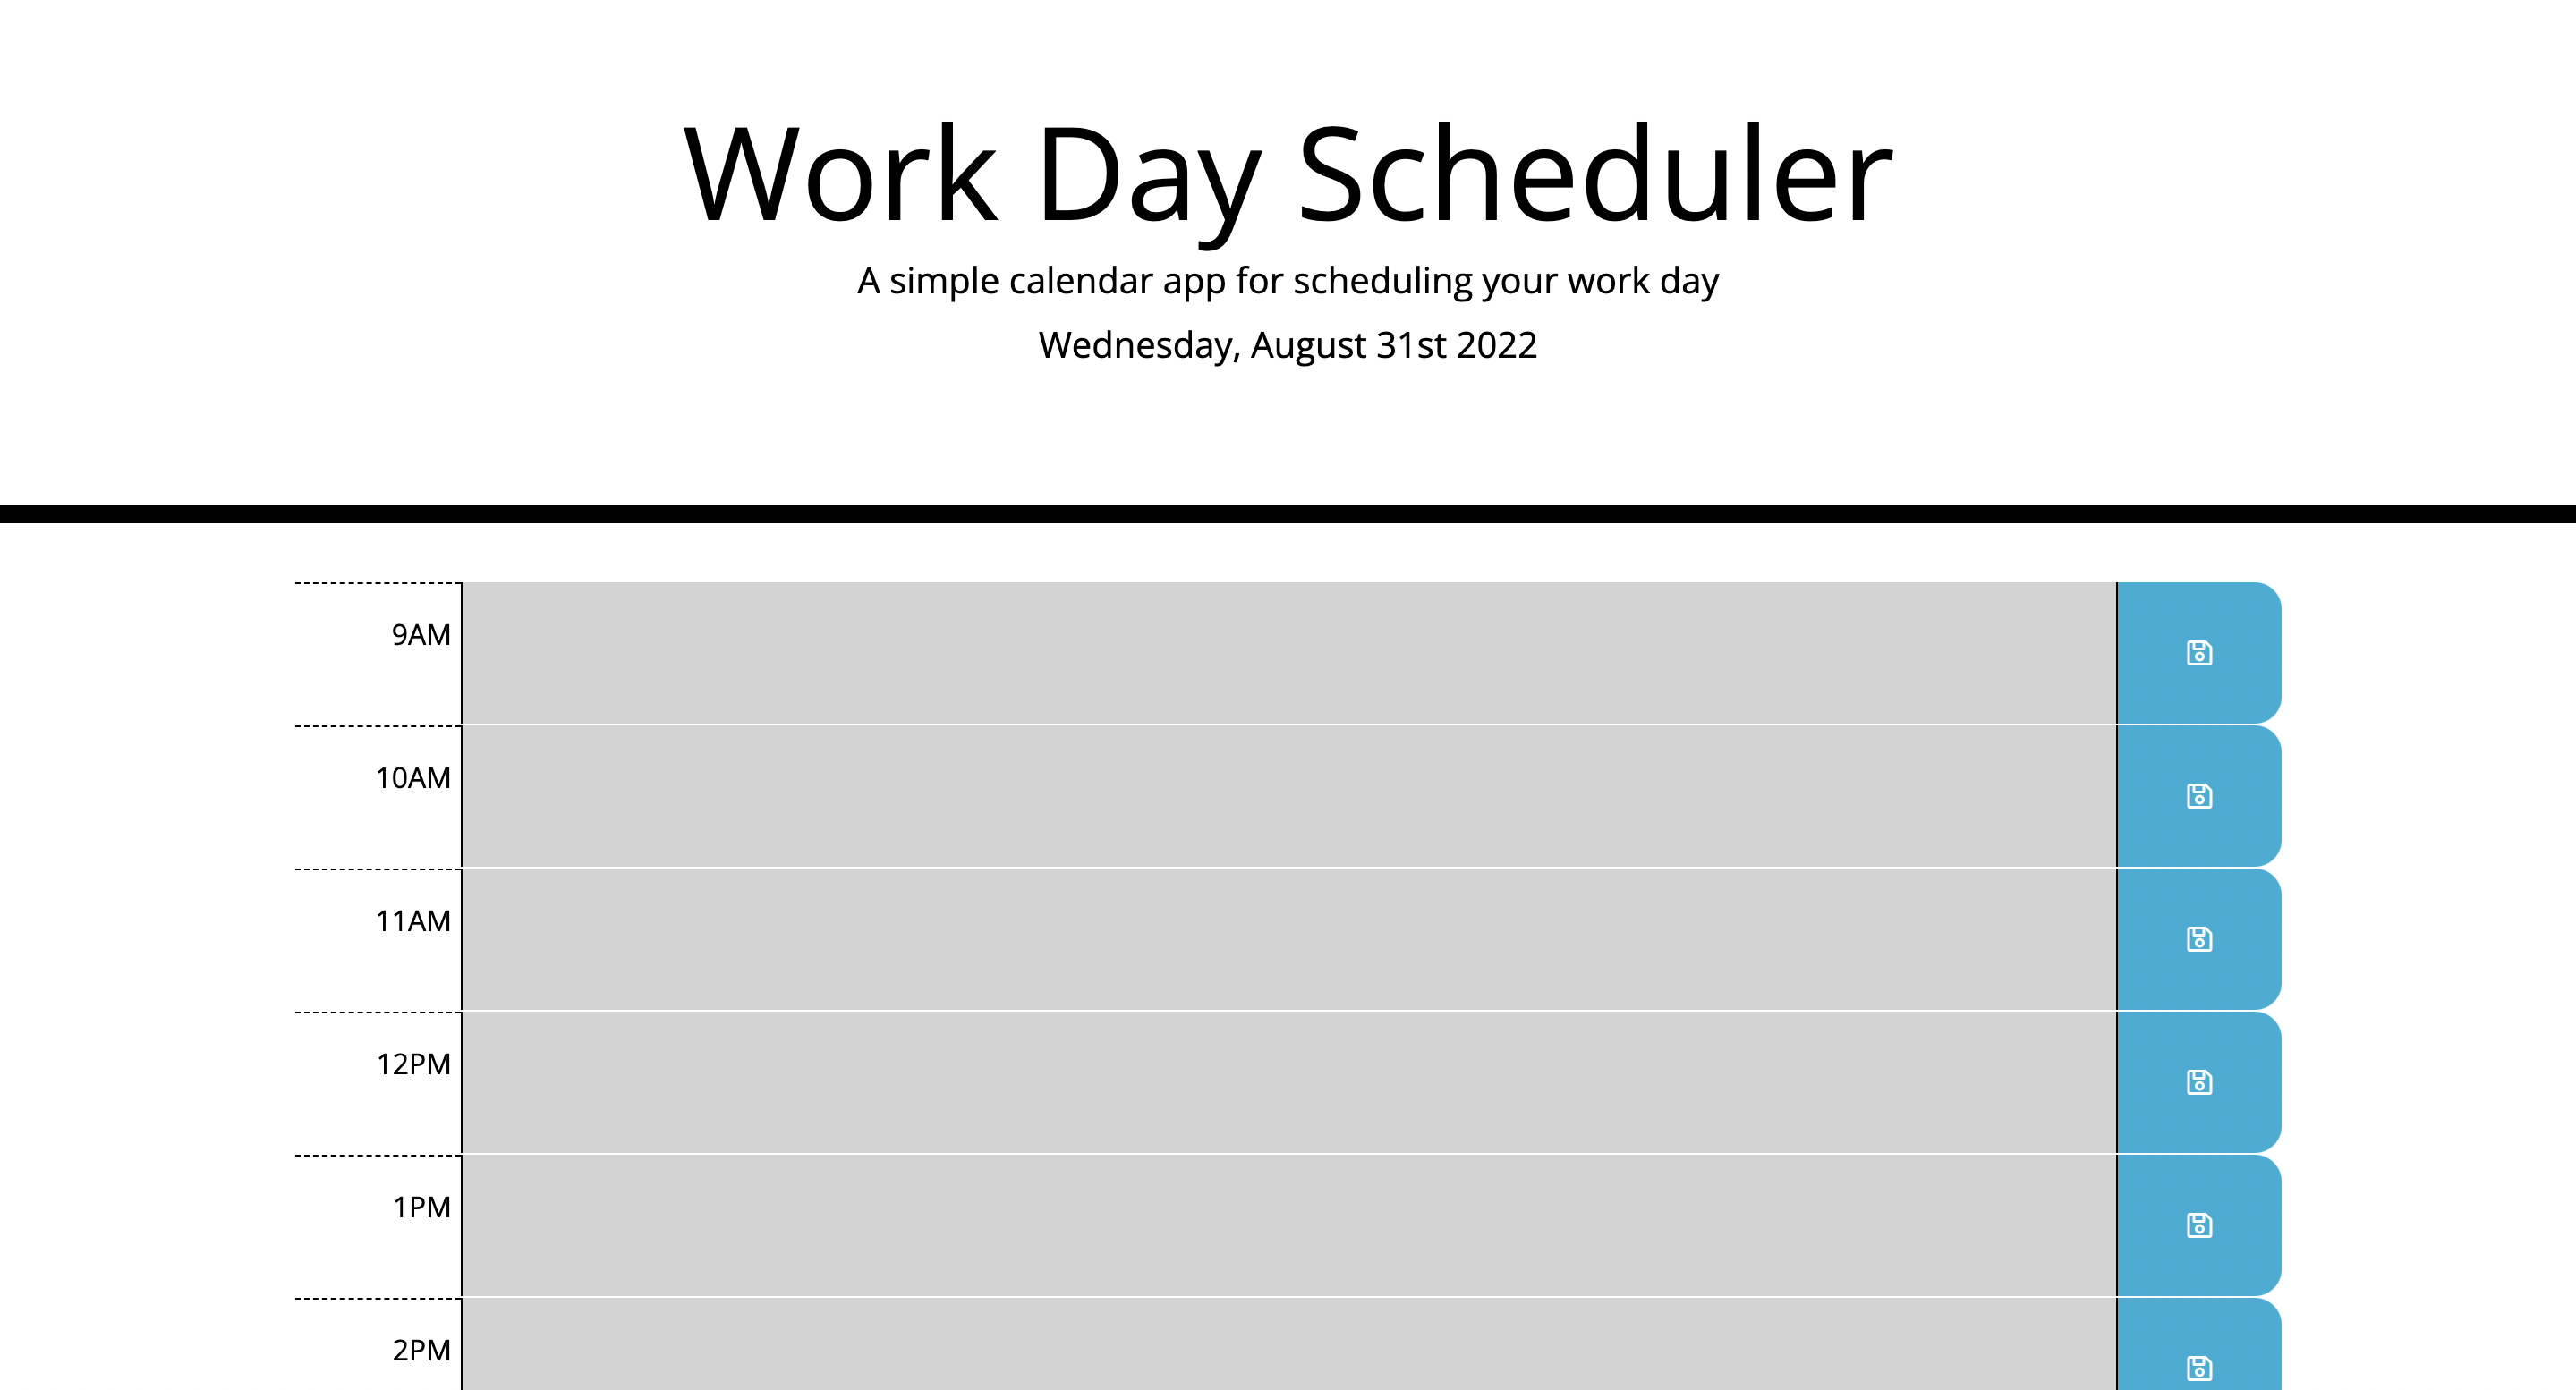 Work Day Scheduler
A simple calendar app for scheduling your work day
Wednesday, August 31st 2022
9AM
10AM
11AM
12PM
1PM
2PM